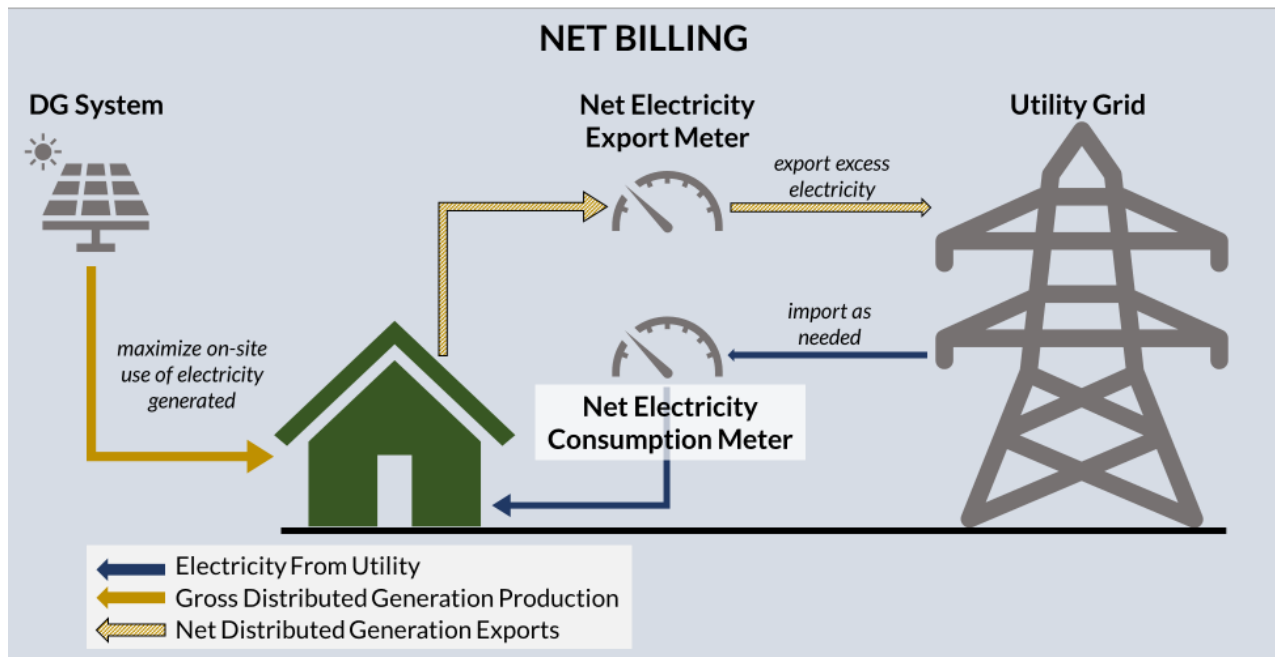 NET BILLING
DG System
Net Electricity
Export Meter
Utility Grid
export excess
electricity
maximize on-site
use of electricity
generated
import as
needed
Net Electricity
Consumption Meter
Electricity From Utility
Gross Distributed Generation Production
Net Distributed Generation Exports